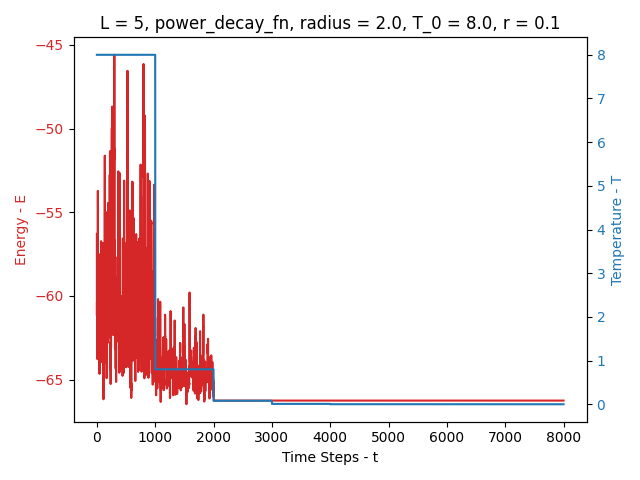 L = 5, power_decay_fn, radius = 2.0, T_0 = 8.0, r = 0.1
−45
−50
−55
−60
−65
Energy - E
8
7
6
5
4
3
2
1
0
Temperature - T
0 1000 2000 3000 4000 5000 6000 7000 8000
Time Steps - t